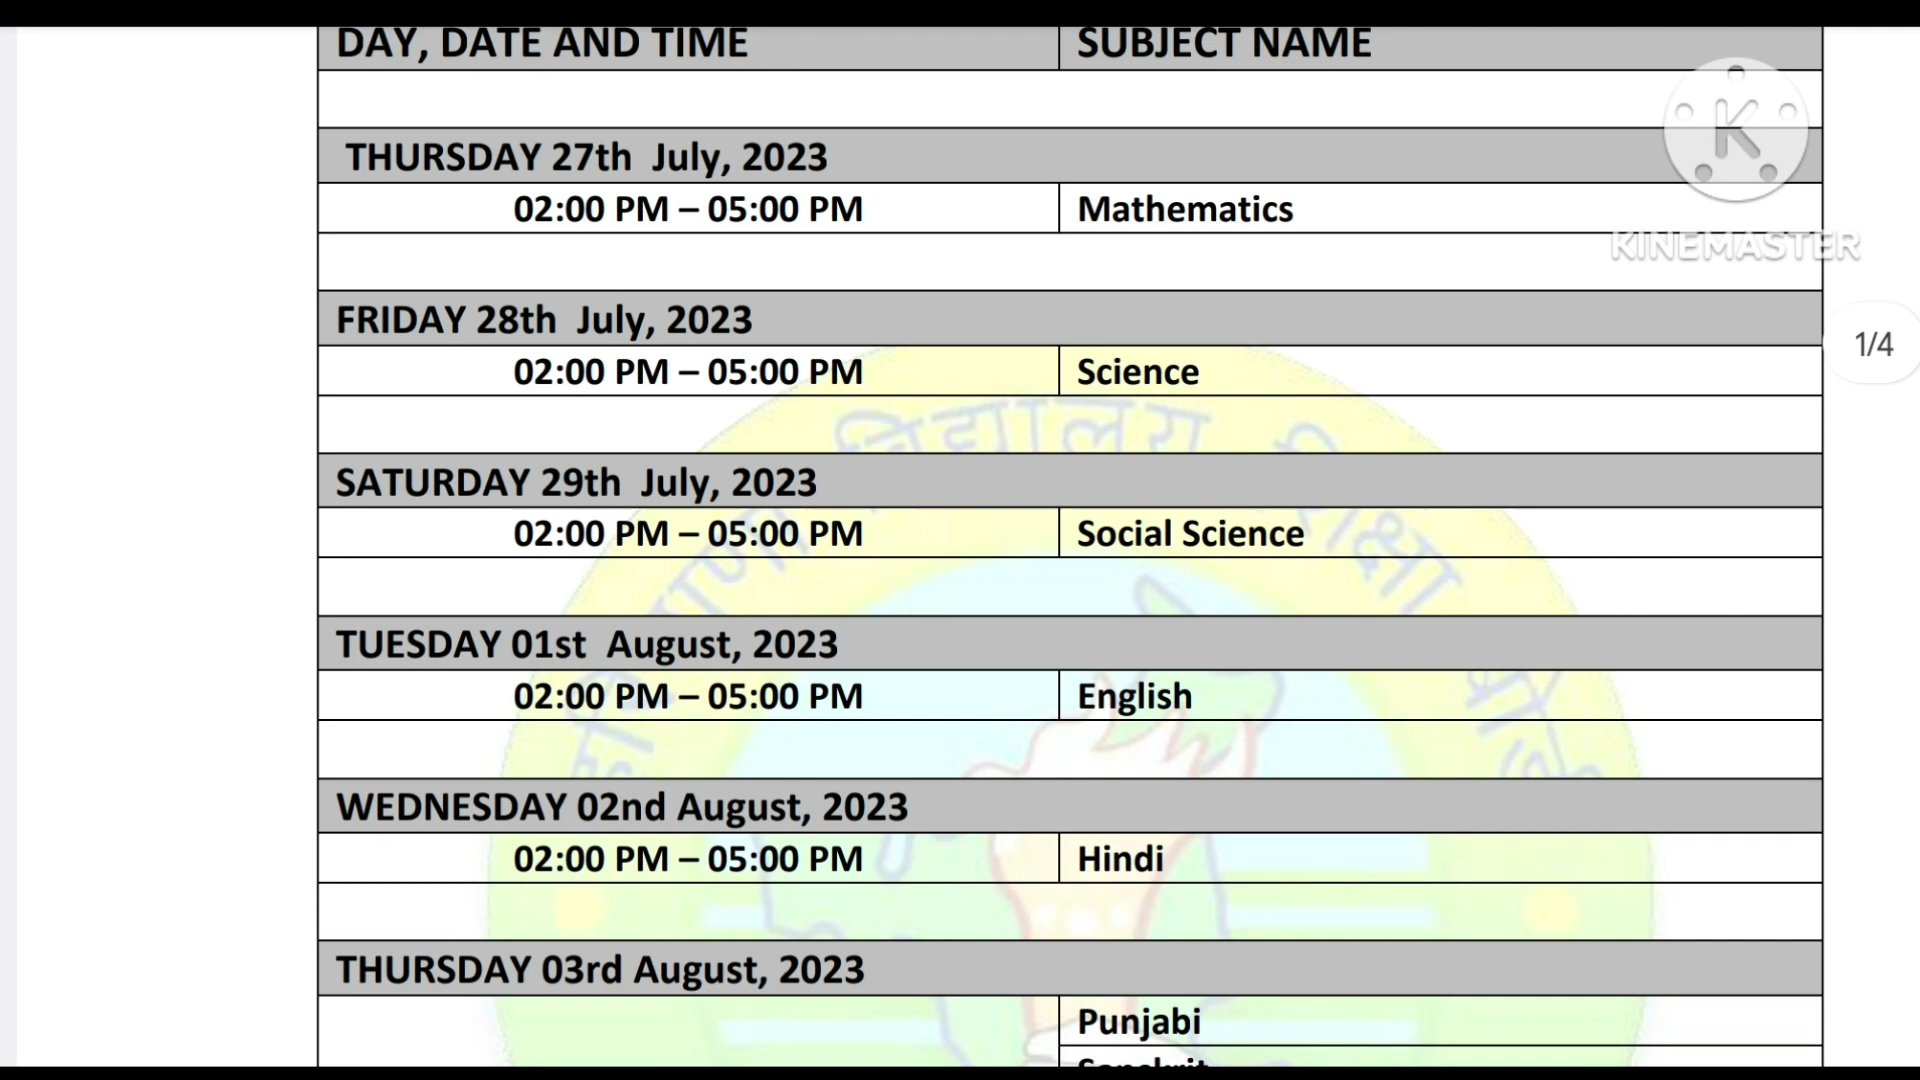 DAY, DATE AND TIME SUBJECT NAME
THURSDAY 27th July, 2023
02:00 PM – 05:00 PM Mathematics
KINEMASTER
FRIDAY 28th July, 2023
1/4
02:00 PM – 05:00 PM Science
विद्यालय
SATURDAY 29th July, 2023
02:00 PM – 05:00 PM Social Science
TUESDAY 01st August, 2023
02:00 PM – 05:00 PM English
WEDNESDAY 02nd August, 2023
02:00 PM – 05:00 PM Hindi
THURSDAY 03rd August, 2023
Punjabi